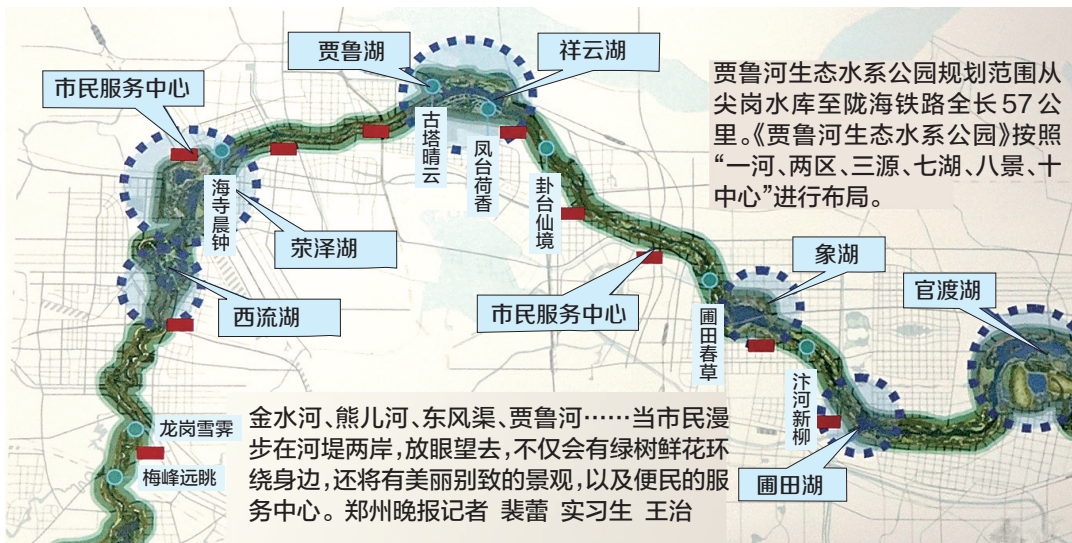 贾鲁湖
祥云湖
市民服务中心
古塔晴云
凤台荷香
贾鲁河生态水系公园规划范围从
尖岗水库至陇海铁路全长57公
里。《贾鲁河生态水系公园》按照
“一河、两区、三源、七湖、八景、十
中心”进行布局。
海寺晨钟
卦台仙境
荥泽湖
西流湖
市民服务中心
象湖
官渡湖
圃田春草
汴河新柳
圃田湖
龙岗雪霁
梅峰远眺
金水河、熊儿河、东风渠、贾鲁河……当市民漫
步在河堤两岸，放眼望去，不仅会有绿树鲜花环
绕身边，还将有美丽别致的景观，以及便民的服
务中心。郑州晚报记者 裴蕾 实习生 王治